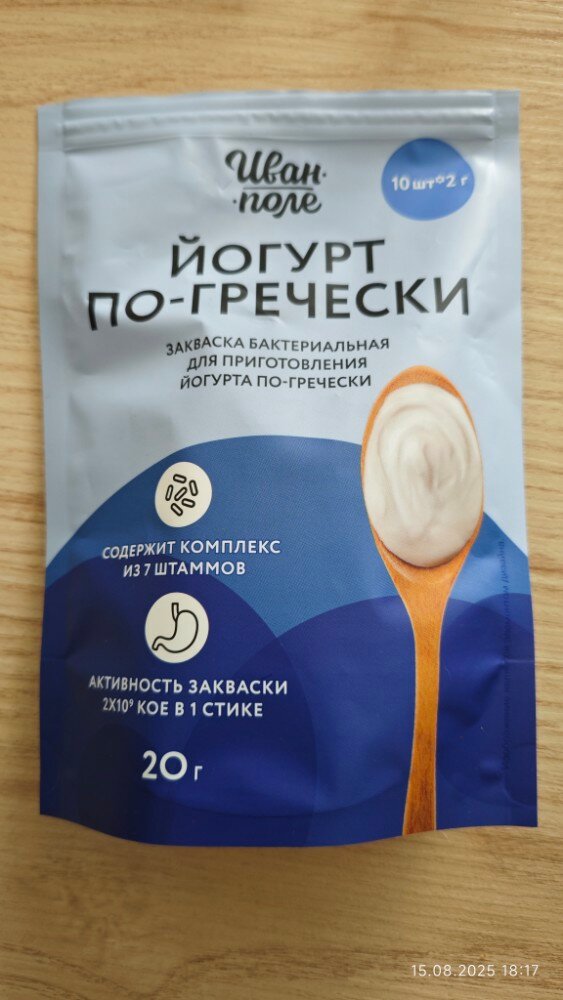 Иван·
·поле
10 шт*2 г
ЙОГУРТ
ПО-ГРЕЧЕСКИ
ЗАКВАСКА БАКТЕРИАЛЬНАЯ
ДЛЯ ПРИГОТОВЛЕНИЯ
ЙОГУРТА ПО-ГРЕЧЕСКИ
СОДЕРЖИТ КОМПЛЕКС
ИЗ 7 ШТАММОВ
АКТИВНОСТЬ ЗАКВАСКИ
2Х10⁹ КОЕ В 1 СТИКЕ
20 г
15.08.2025 18:17